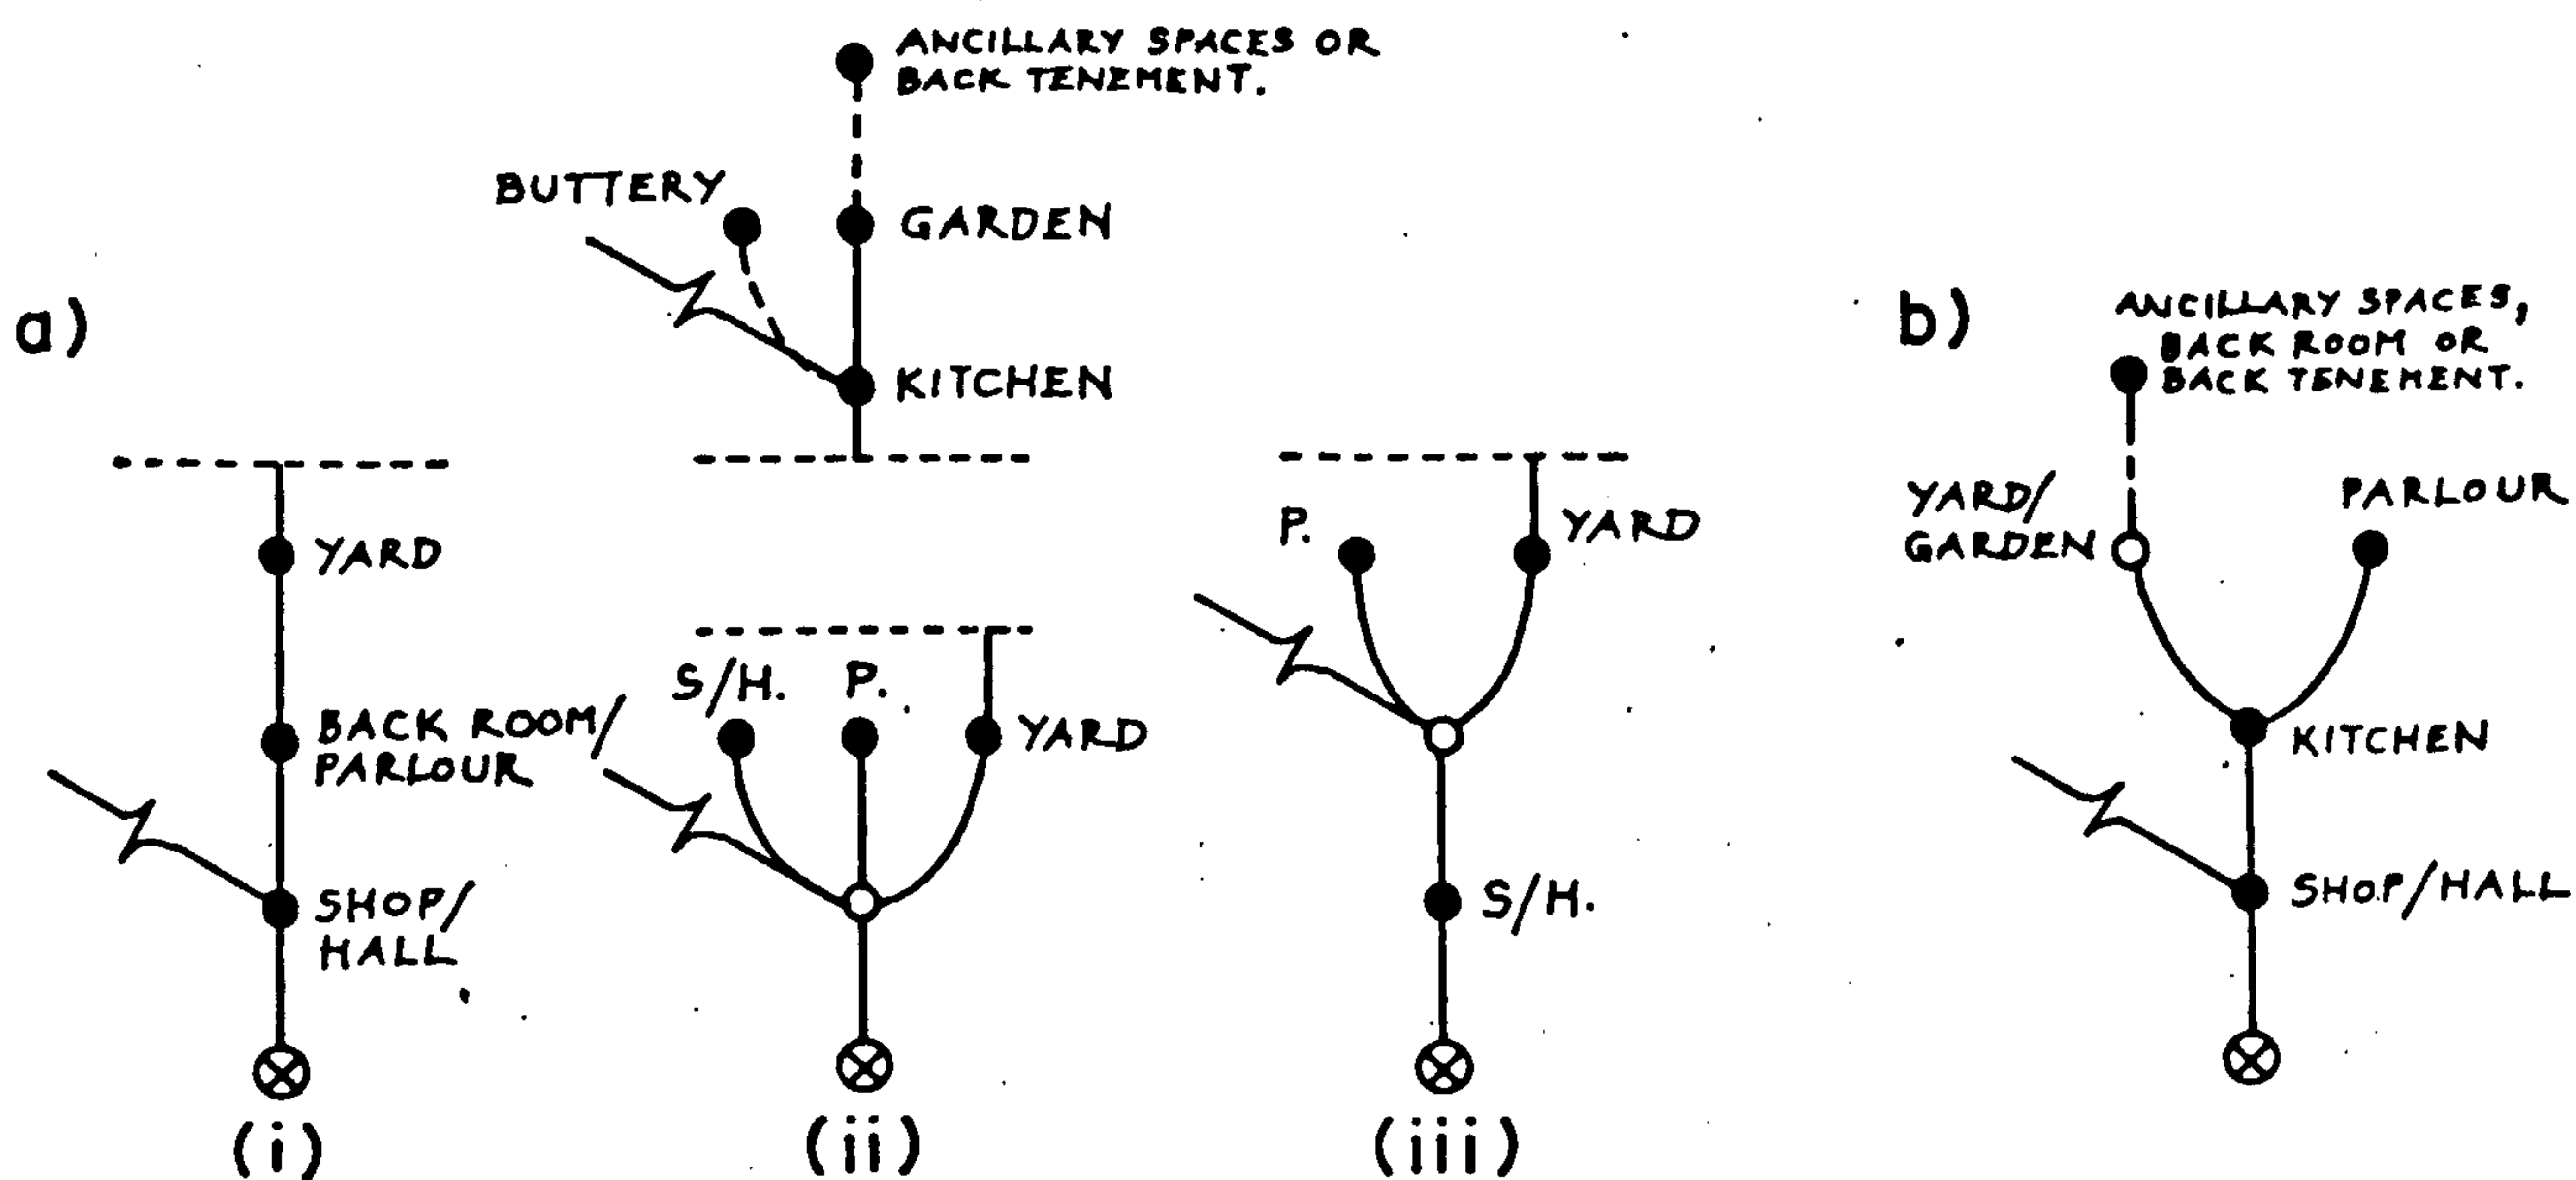 ANCILLARY SPACES OR
BACK TENEMENT.
BUTTERY
GARDEN
KITCHEN
a)
YARD
BACK ROOM/
PARLOUR
SHOP/
HALL
(i)
S/H.
P.
YARD
(ii)
P.
YARD
S/H.
(iii)
b)
ANCILLARY SPACES,
BACK ROOM OR
BACK TENEMENT.
YARD/
GARDEN
PARLOUR
KITCHEN
SHOP/HALL